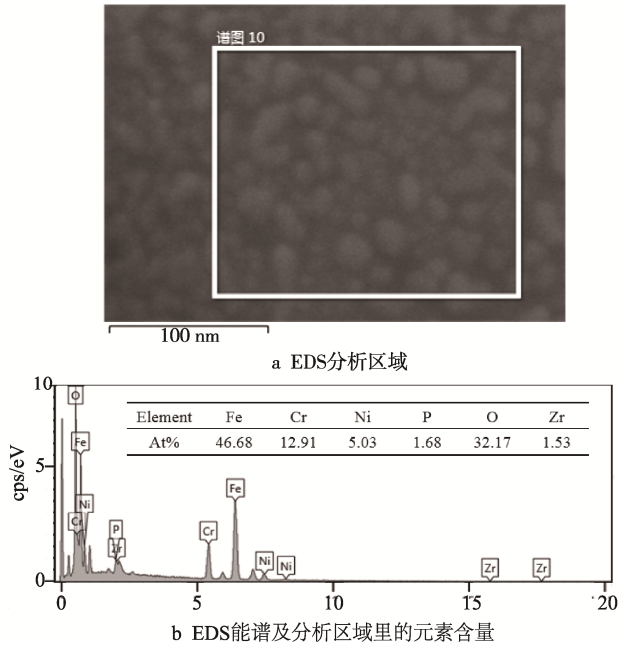 谱图 10
100 nm
a EDS分析区域
10
5
0
cps/eV
Element Fe Cr Ni P O Zr
At% 46.68 12.91 5.03 1.68 32.17 1.53
O
Fe
Ni
Cr
P
Zr
Cr
Fe
Ni
Ni
Zr
Zr
0 5 10 15 20
b EDS能谱及分析区域里的元素含量